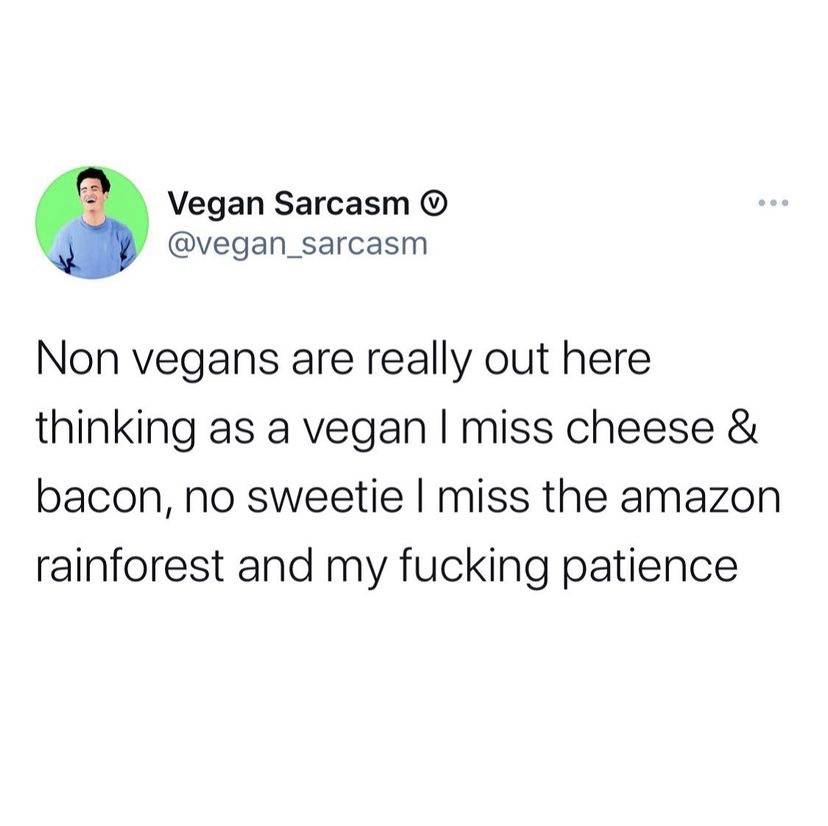 Vegan Sarcasm Ⓥ
@vegan_sarcasm
Non vegans are really out here
thinking as a vegan I miss cheese &
bacon, no sweetie I miss the amazon
rainforest and my fucking patience